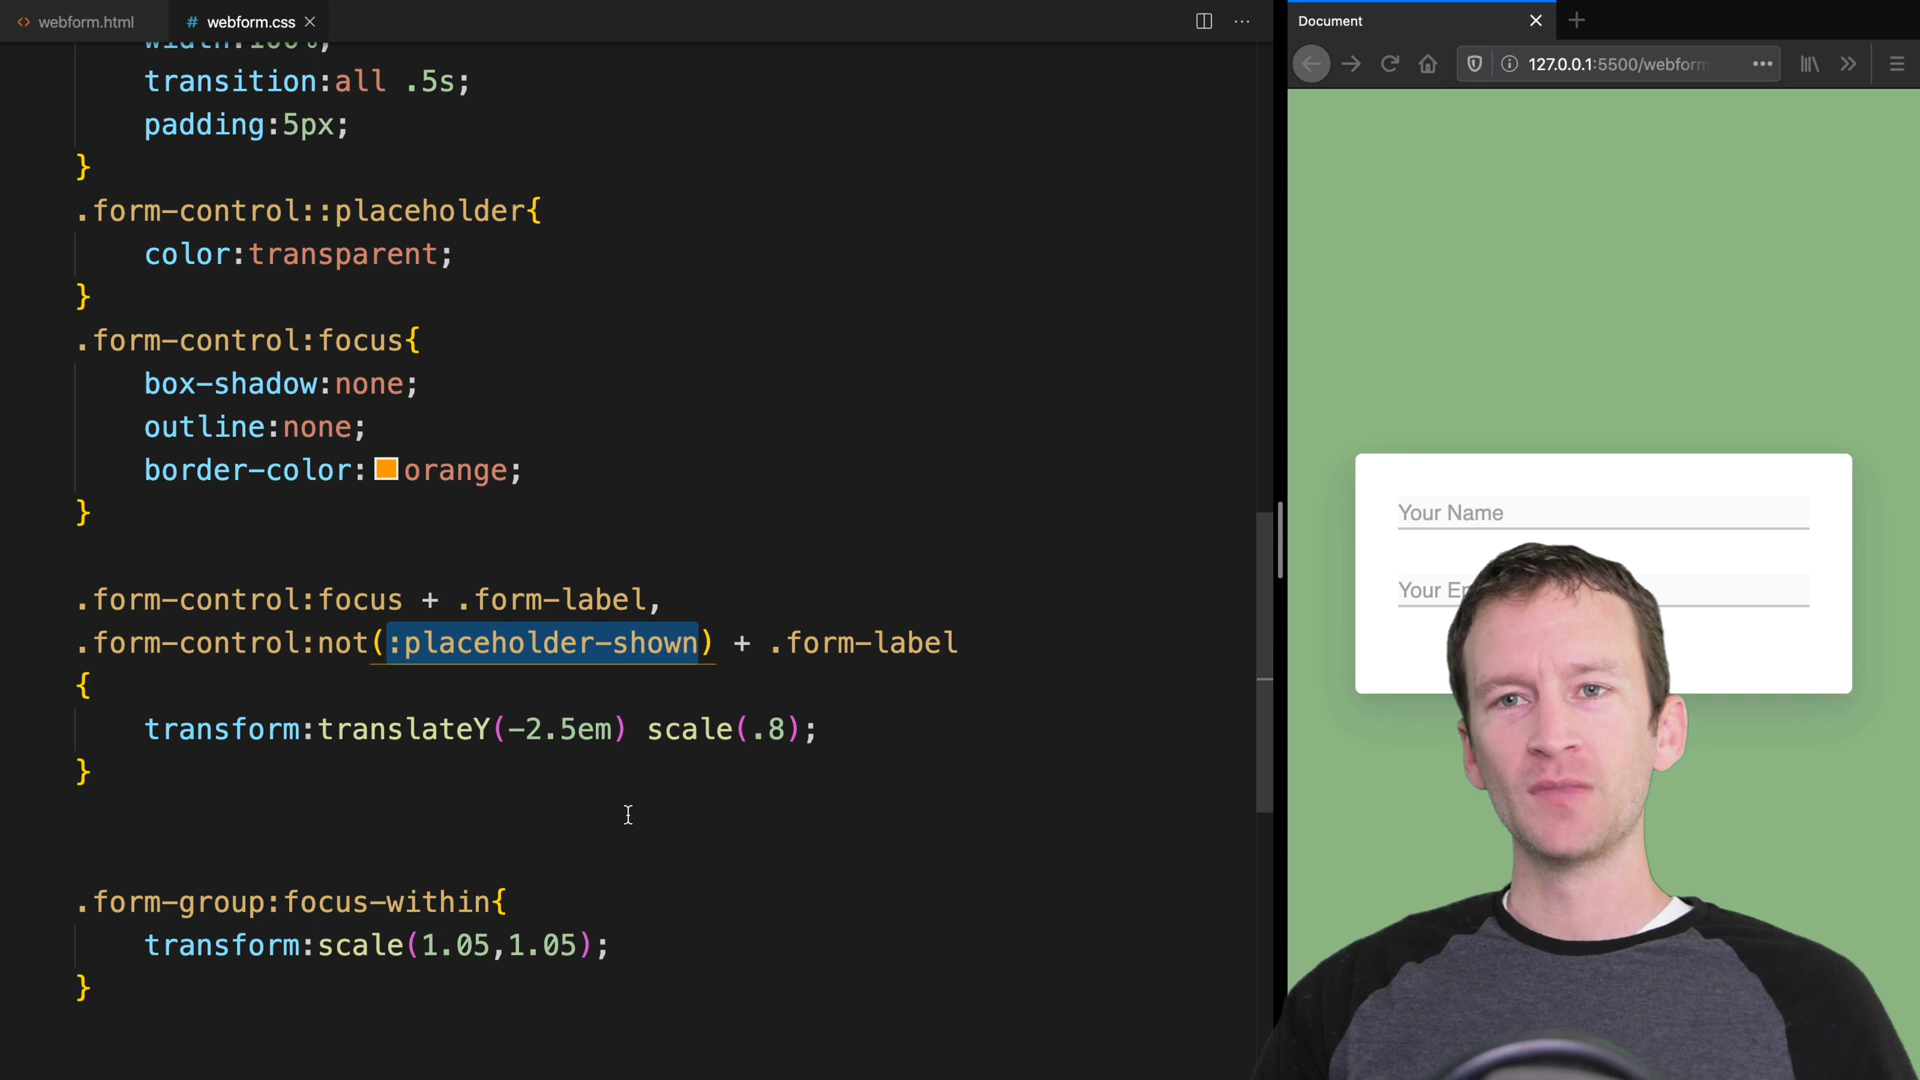 webform.html
# webform.css
width:100%;
transition:all .5s;
padding:5px;
}
.form-control::placeholder{
color:transparent;
}
.form-control:focus{
box-shadow:none;
outline:none;
border-color:orange;
}
.form-control:focus + .form-label,
.form-control:not(:placeholder-shown) + .form-label
{
transform:translateY(-2.5em) scale(.8);
}
.form-group:focus-within{
transform:scale(1.05,1.05);
}
Document
127.0.0.1:5500/webform
Your Name
Your E